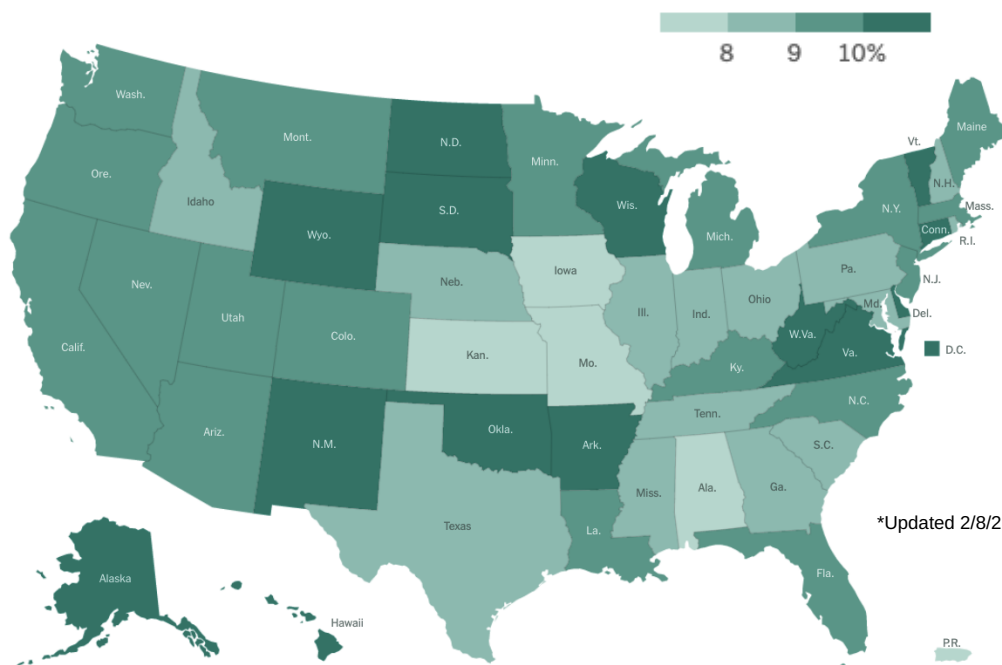 8 9 10%
Wash.
Mont.
N.D.
Minn.
Vt.
Maine
Ore.
Idaho
S.D.
Wis.
Mich.
N.Y.
N.H.
Mass.
Wyo.
Conn.
R.I.
Nev.
Neb.
Iowa
Ill.
Ind.
Ohio
Pa.
N.J.
Utah
Colo.
Md.
Del.
Calif.
Kan.
Mo.
W.Va.
Va.
D.C.
Ky.
Ariz.
N.M.
Okla.
Ark.
Tenn.
N.C.
S.C.
Texas
La.
Miss.
Ala.
Ga.
*Updated 2/8/2
Alaska
Hawaii
Fla.
P.R.